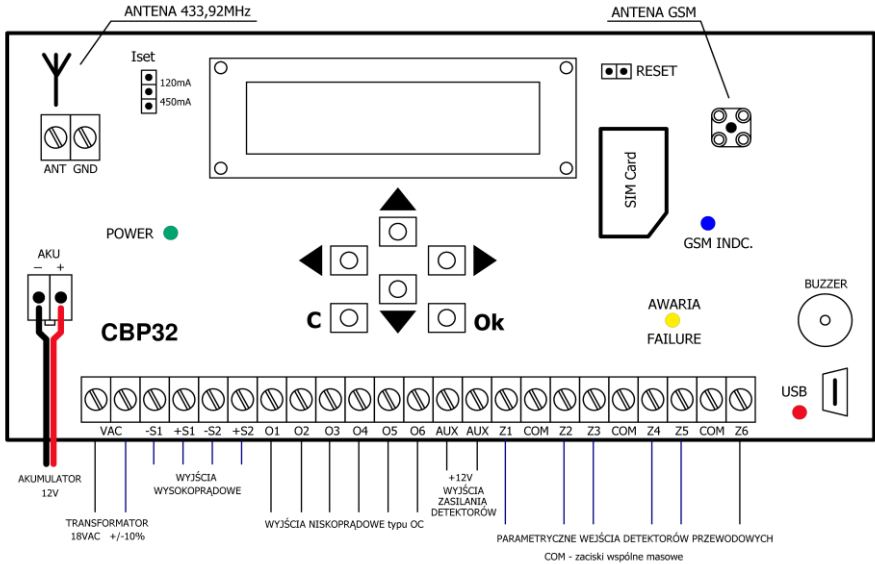 ANTENA 433,92MHz
ANTENA GSM
Iset
120mA
450mA
RESET
ANT GND
SIM Card
POWER
GSM INDC.
AKU
− +
BUZZER
AWARIA
FAILURE
C
Ok
CBP32
USB
VAC -S1 +S1 -S2 +S2 O1 O2 O3 O4 O5 O6 AUX AUX Z1 COM Z2 Z3 COM Z4 Z5 COM Z6
AKUMULATOR
12V
WYJŚCIA
WYSOKOPRĄDOWE
+12V
WYJŚCIA
ZASILANIA
DETEKTORÓW
TRANSFORMATOR
18VAC +/-10%
WYJŚCIA NISKOPRĄDOWE typu OC
PARAMETRYCZNE WEJŚCIA DETEKTORÓW PRZEWODOWYCH
COM - zaciski wspólne masowe